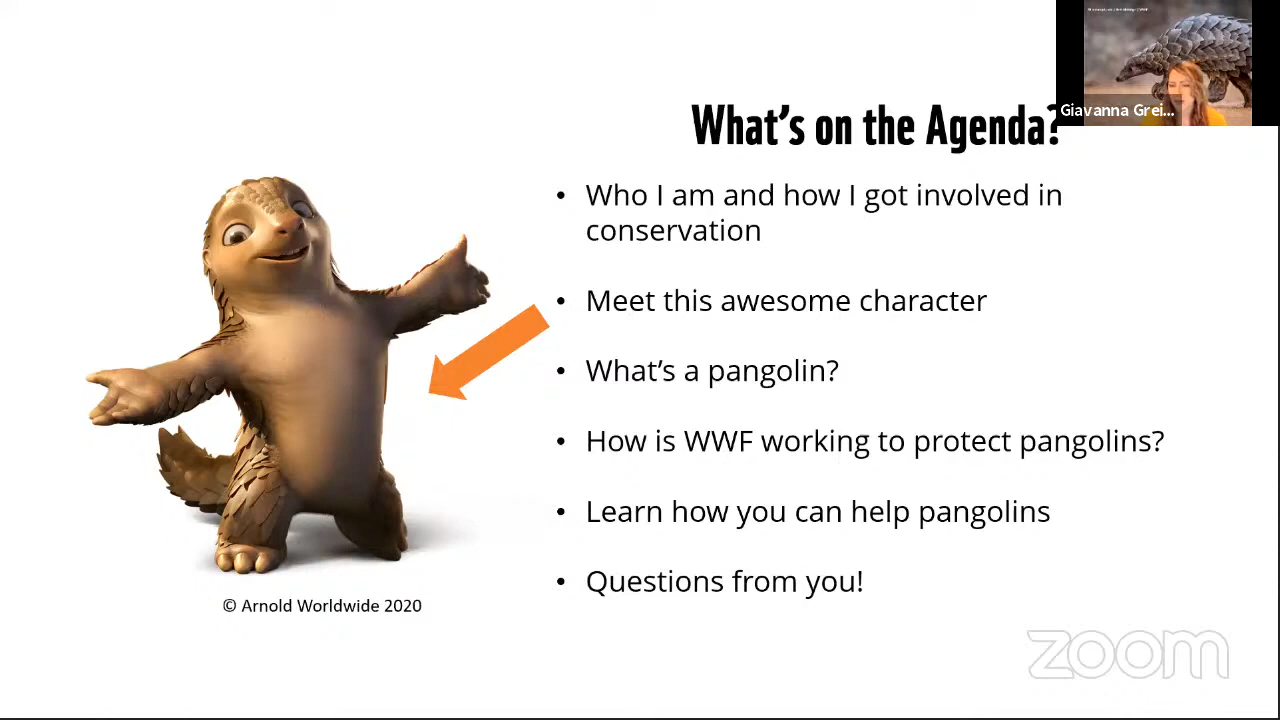 What's on the Agenda?
Giavanna Grei...
• Who I am and how I got involved in
conservation
• Meet this awesome character
• What's a pangolin?
• How is WWF working to protect pangolins?
• Learn how you can help pangolins
• Questions from you!
© Arnold Worldwide 2020
zoom